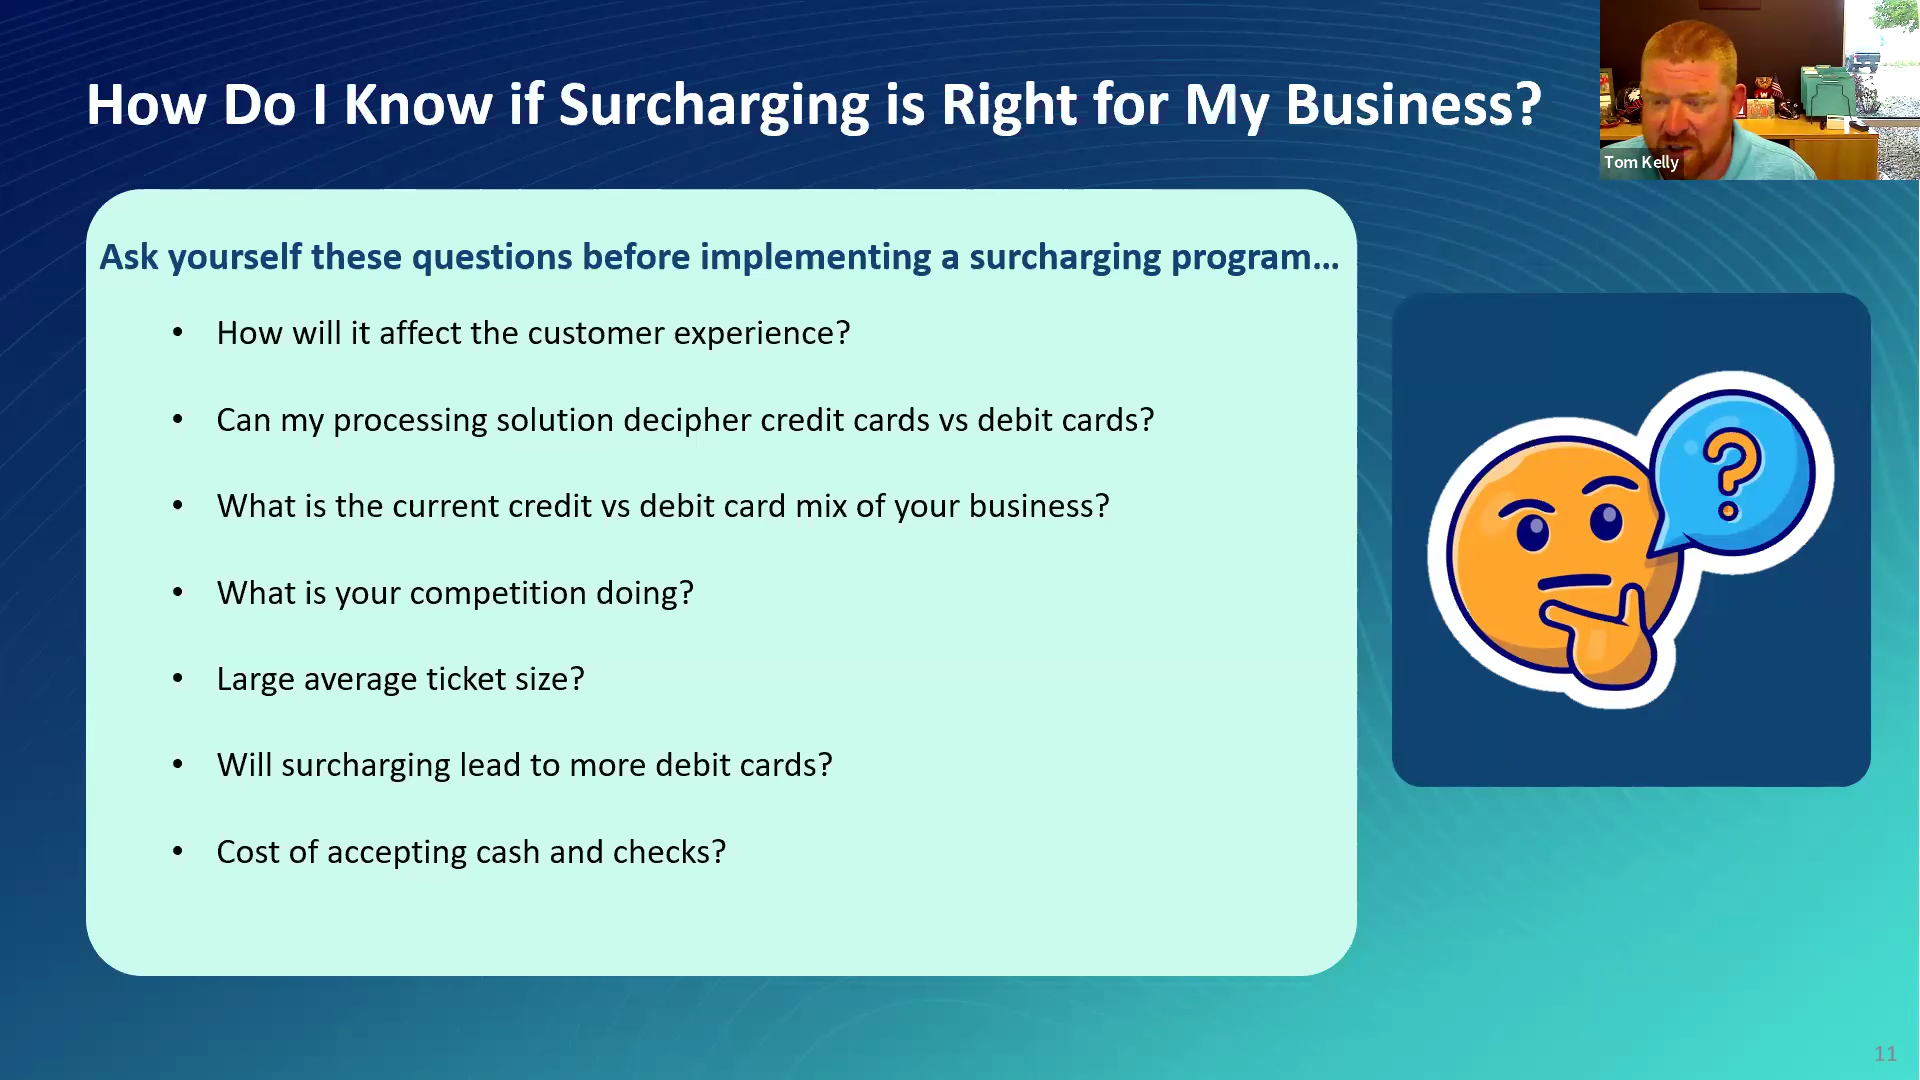 How Do I Know if Surcharging is Right for My Business?
Tom Kelly
Ask yourself these questions before implementing a surcharging program...
• How will it affect the customer experience?
• Can my processing solution decipher credit cards vs debit cards?
• What is the current credit vs debit card mix of your business?
• What is your competition doing?
• Large average ticket size?
• Will surcharging lead to more debit cards?
• Cost of accepting cash and checks?
?
11